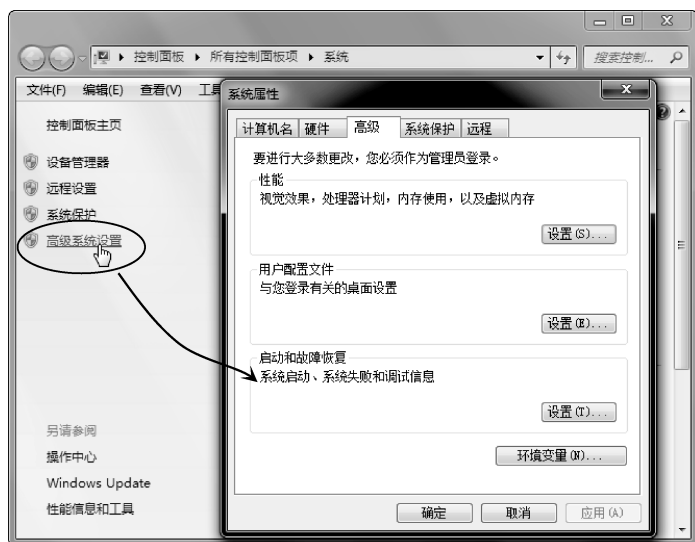 控制面板 ▸ 所有控制面板项 ▸ 系统
搜索控制...
文件(F) 编辑(E) 查看(V) 工具
控制面板主页
设备管理器
远程设置
系统保护
高级系统设置
另请参阅
操作中心
Windows Update
性能信息和工具
系统属性
计算机名 硬件 高级 系统保护 远程
要进行大多数更改，您必须作为管理员登录。
性能
视觉效果，处理器计划，内存使用，以及虚拟内存
设置(S)...
用户配置文件
与您登录有关的桌面设置
设置(E)...
启动和故障恢复
系统启动、系统失败和调试信息
设置(T)...
环境变量(N)...
确定 取消 应用(A)